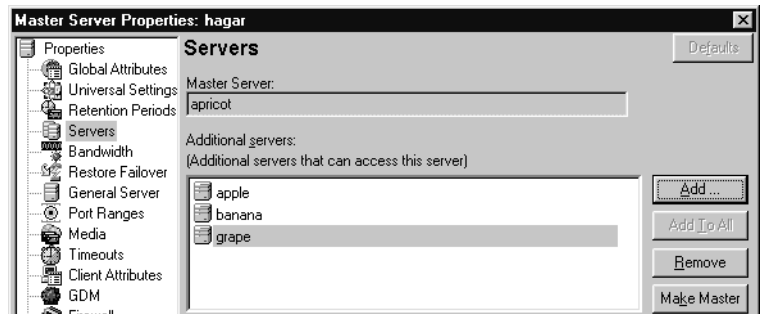 Master Server Properties: hagar
Properties
Global Attributes
Universal Settings
Retention Periods
Servers
Bandwidth
Restore Failover
General Server
Port Ranges
Media
Timeouts
Client Attributes
GDM
Servers
Defaults
Master Server:
apricot
Additional servers:
(Additional servers that can access this server)
apple
banana
grape
Add ...
Add To All
Remove
Make Master